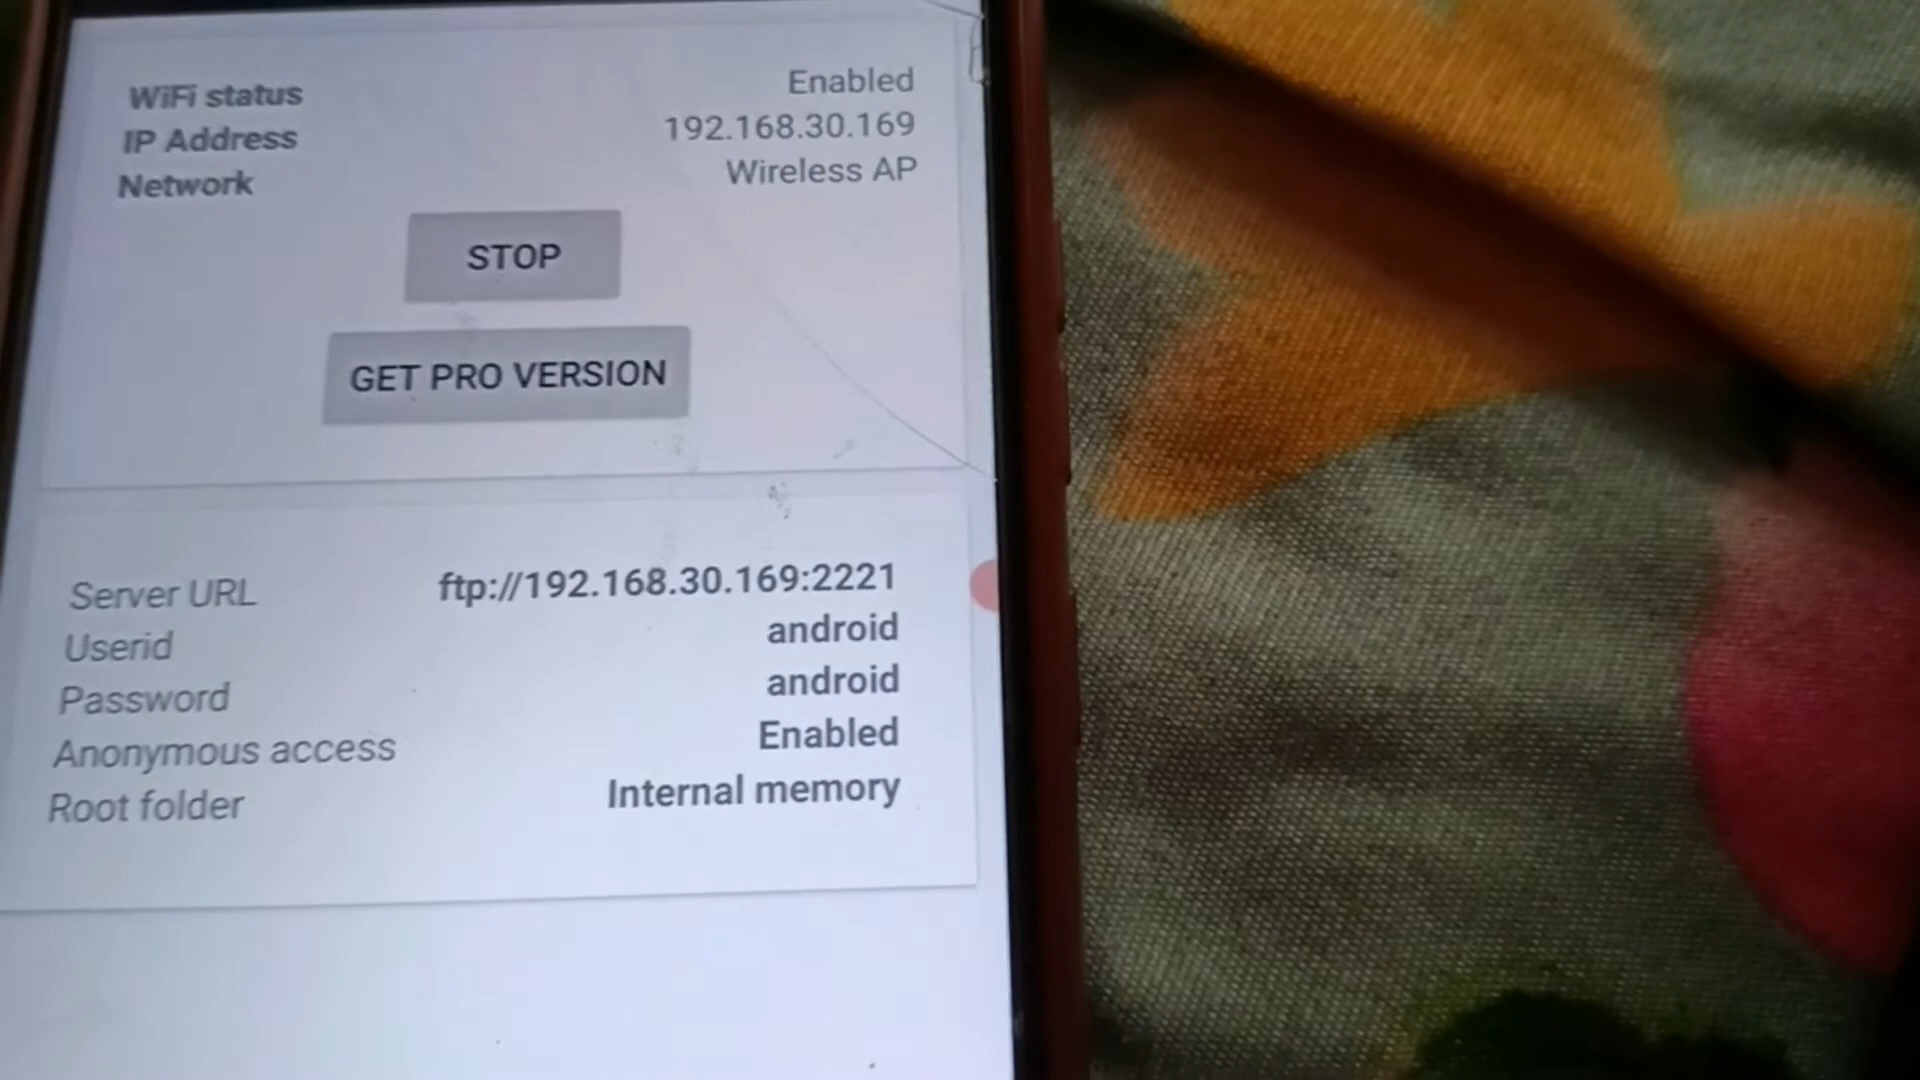 WiFi status Enabled
IP Address 192.168.30.169
Network Wireless AP
STOP
GET PRO VERSION
Server URL ftp://192.168.30.169:2221
Userid android
Password android
Anonymous access Enabled
Root folder Internal memory